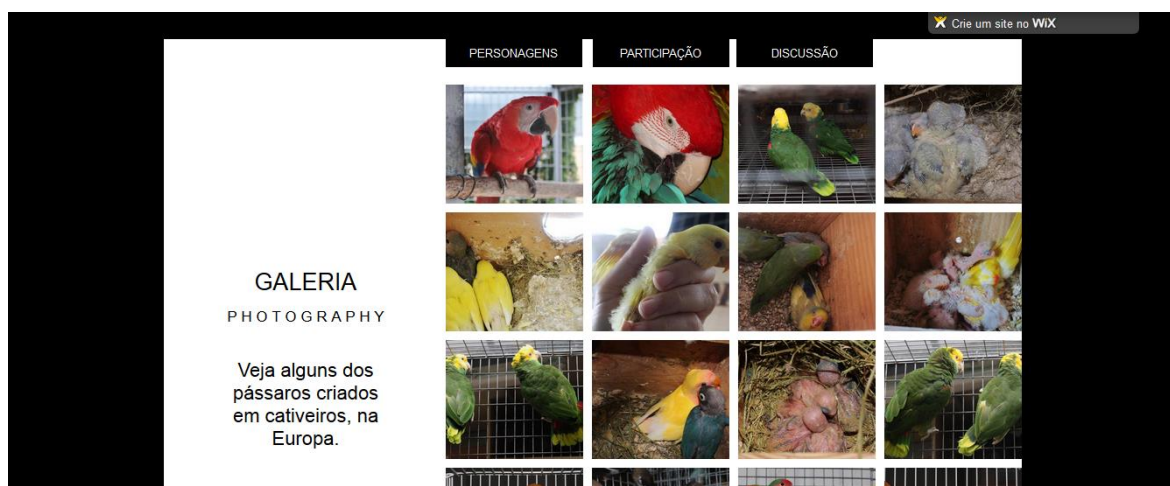 Crie um site no WiX
PERSONAGENS
PARTICIPAÇÃO
DISCUSSÃO
GALERIA
PHOTOGRAPHY
Veja alguns dos
pássaros criados
em cativeiros, na
Europa.